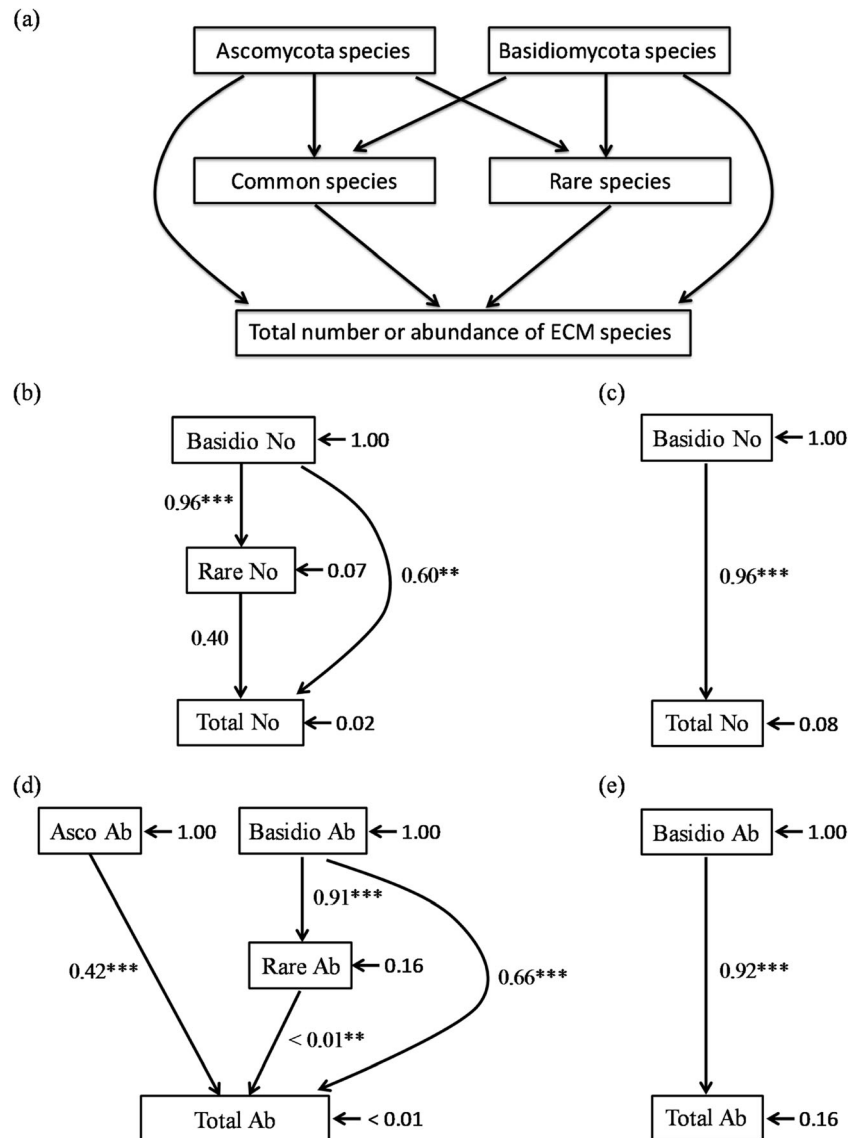 (a)
Ascomycota species
Basidiomycota species
Common species
Rare species
Total number or abundance of ECM species
(b)
Basidio No
1.00
0.96***
Rare No
0.07
0.60**
0.40
Total No
0.02
(c)
Basidio No
1.00
0.96***
Total No
0.08
(d)
Asco Ab
1.00
Basidio Ab
1.00
0.91***
0.42***
Rare Ab
0.16
0.66***
< 0.01**
Total Ab
< 0.01
(e)
Basidio Ab
1.00
0.92***
Total Ab
0.16